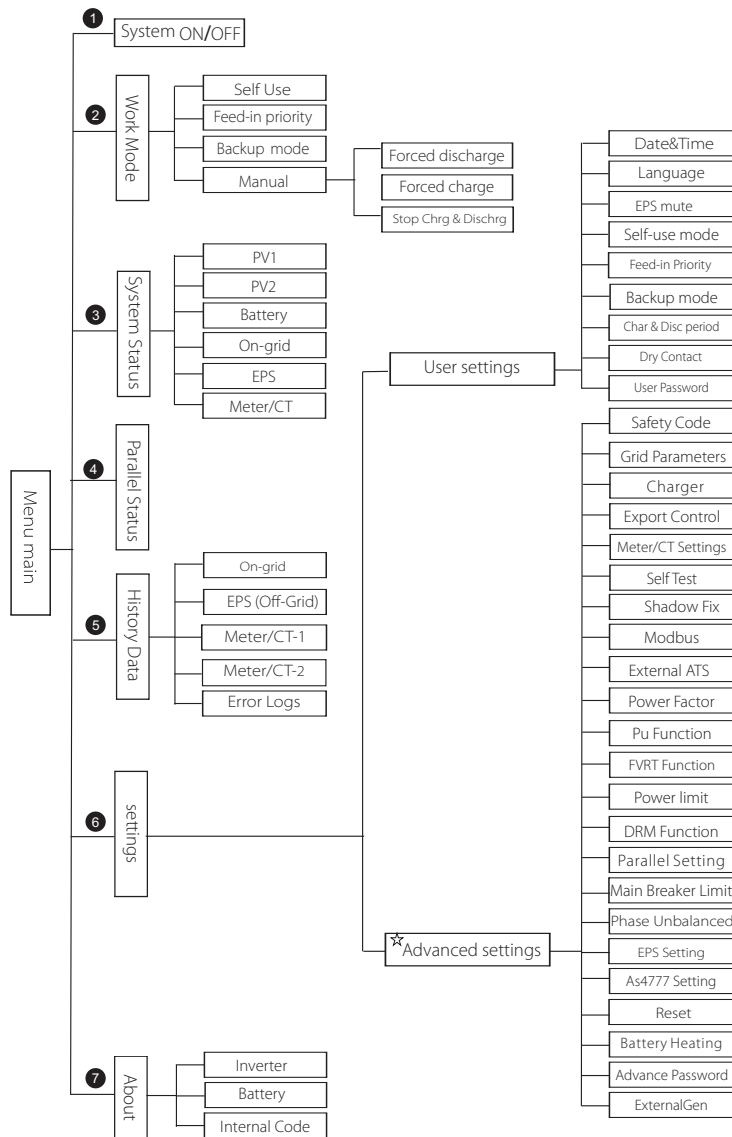 Menu main
1
System ON/OFF
2
Work Mode
Self Use
Feed-in priority
Backup mode
Manual
Forced discharge
Forced charge
Stop Chrg & Dischrg
3
System Status
PV1
PV2
Battery
On-grid
EPS
Meter/CT
4
Parallel Status
5
History Data
On-grid
EPS (Off-Grid)
Meter/CT-1
Meter/CT-2
Error Logs
6
settings
User settings
Date&Time
Language
EPS mute
Self-use mode
Feed-in Priority
Backup mode
Char & Disc period
Dry Contact
User Password
☆Advanced settings
Safety Code
Grid Parameters
Charger
Export Control
Meter/CT Settings
Self Test
Shadow Fix
Modbus
External ATS
Power Factor
Pu Function
FVRT Function
Power limit
DRM Function
Parallel Setting
Main Breaker Limit
Phase Unbalanced
EPS Setting
As4777 Setting
Reset
Battery Heating
Advance Password
ExternalGen
7
About
Inverter
Battery
Internal Code